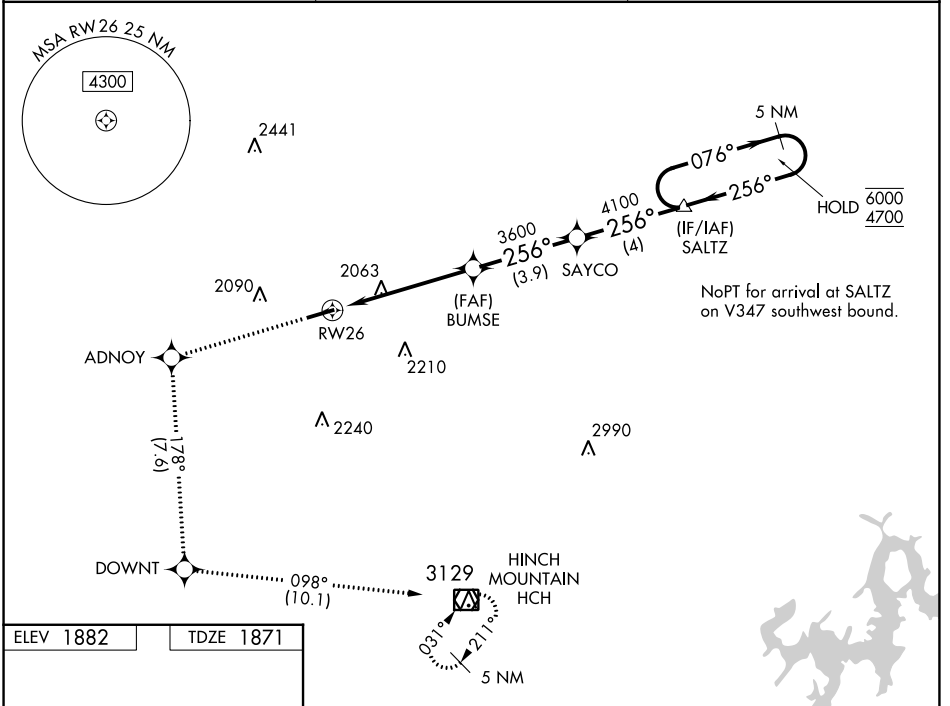 MSA RW26 25 NM
4300
2441
5 NM
076°
256°
HOLD 6000
4700
4100
256°
(4)
(IF/IAF)
SALTZ
3600
256°
(3.9)
SAYCO
NoPT for arrival at SALTZ
on V347 southwest bound.
(FAF)
BUMSE
2063
2090
RW26
ADNOY
2210
2240
2990
178°
(7.6)
DOWNT
098°
(10.1)
3129
HINCH
MOUNTAIN
HCH
031°
211°
5 NM
ELEV 1882
TDZE 1871